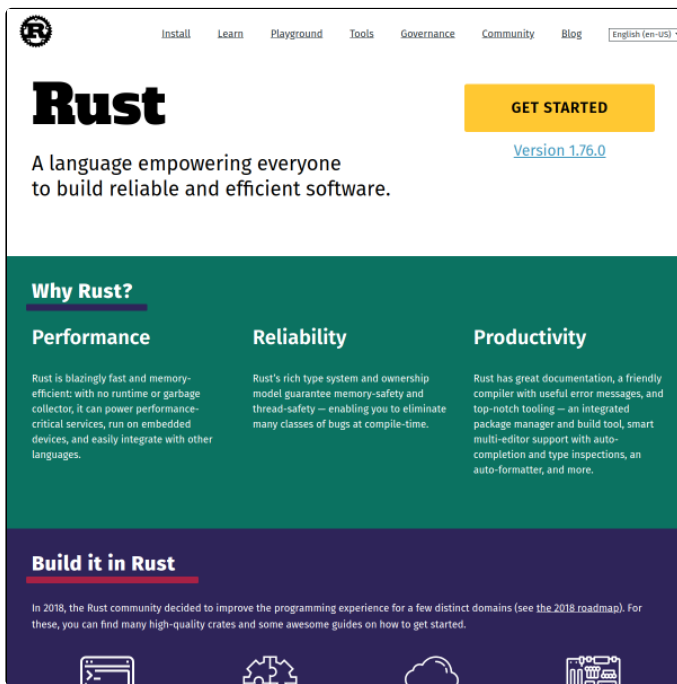 R
Install Learn Playground Tools Governance Community Blog English (en-US)
Rust
GET STARTED
Version 1.76.0
A language empowering everyone
to build reliable and efficient software.
Why Rust?
Performance
Rust is blazingly fast and memory-
efficient: with no runtime or garbage
collector, it can power performance-
critical services, run on embedded
devices, and easily integrate with other
languages.
Reliability
Rust’s rich type system and ownership
model guarantee memory-safety and
thread-safety — enabling you to eliminate
many classes of bugs at compile-time.
Productivity
Rust has great documentation, a friendly
compiler with useful error messages, and
top-notch tooling — an integrated
package manager and build tool, smart
multi-editor support with auto-
completion and type inspections, an
auto-formatter, and more.
Build it in Rust
In 2018, the Rust community decided to improve the programming experience for a few distinct domains (see the 2018 roadmap). For
these, you can find many high-quality crates and some awesome guides on how to get started.